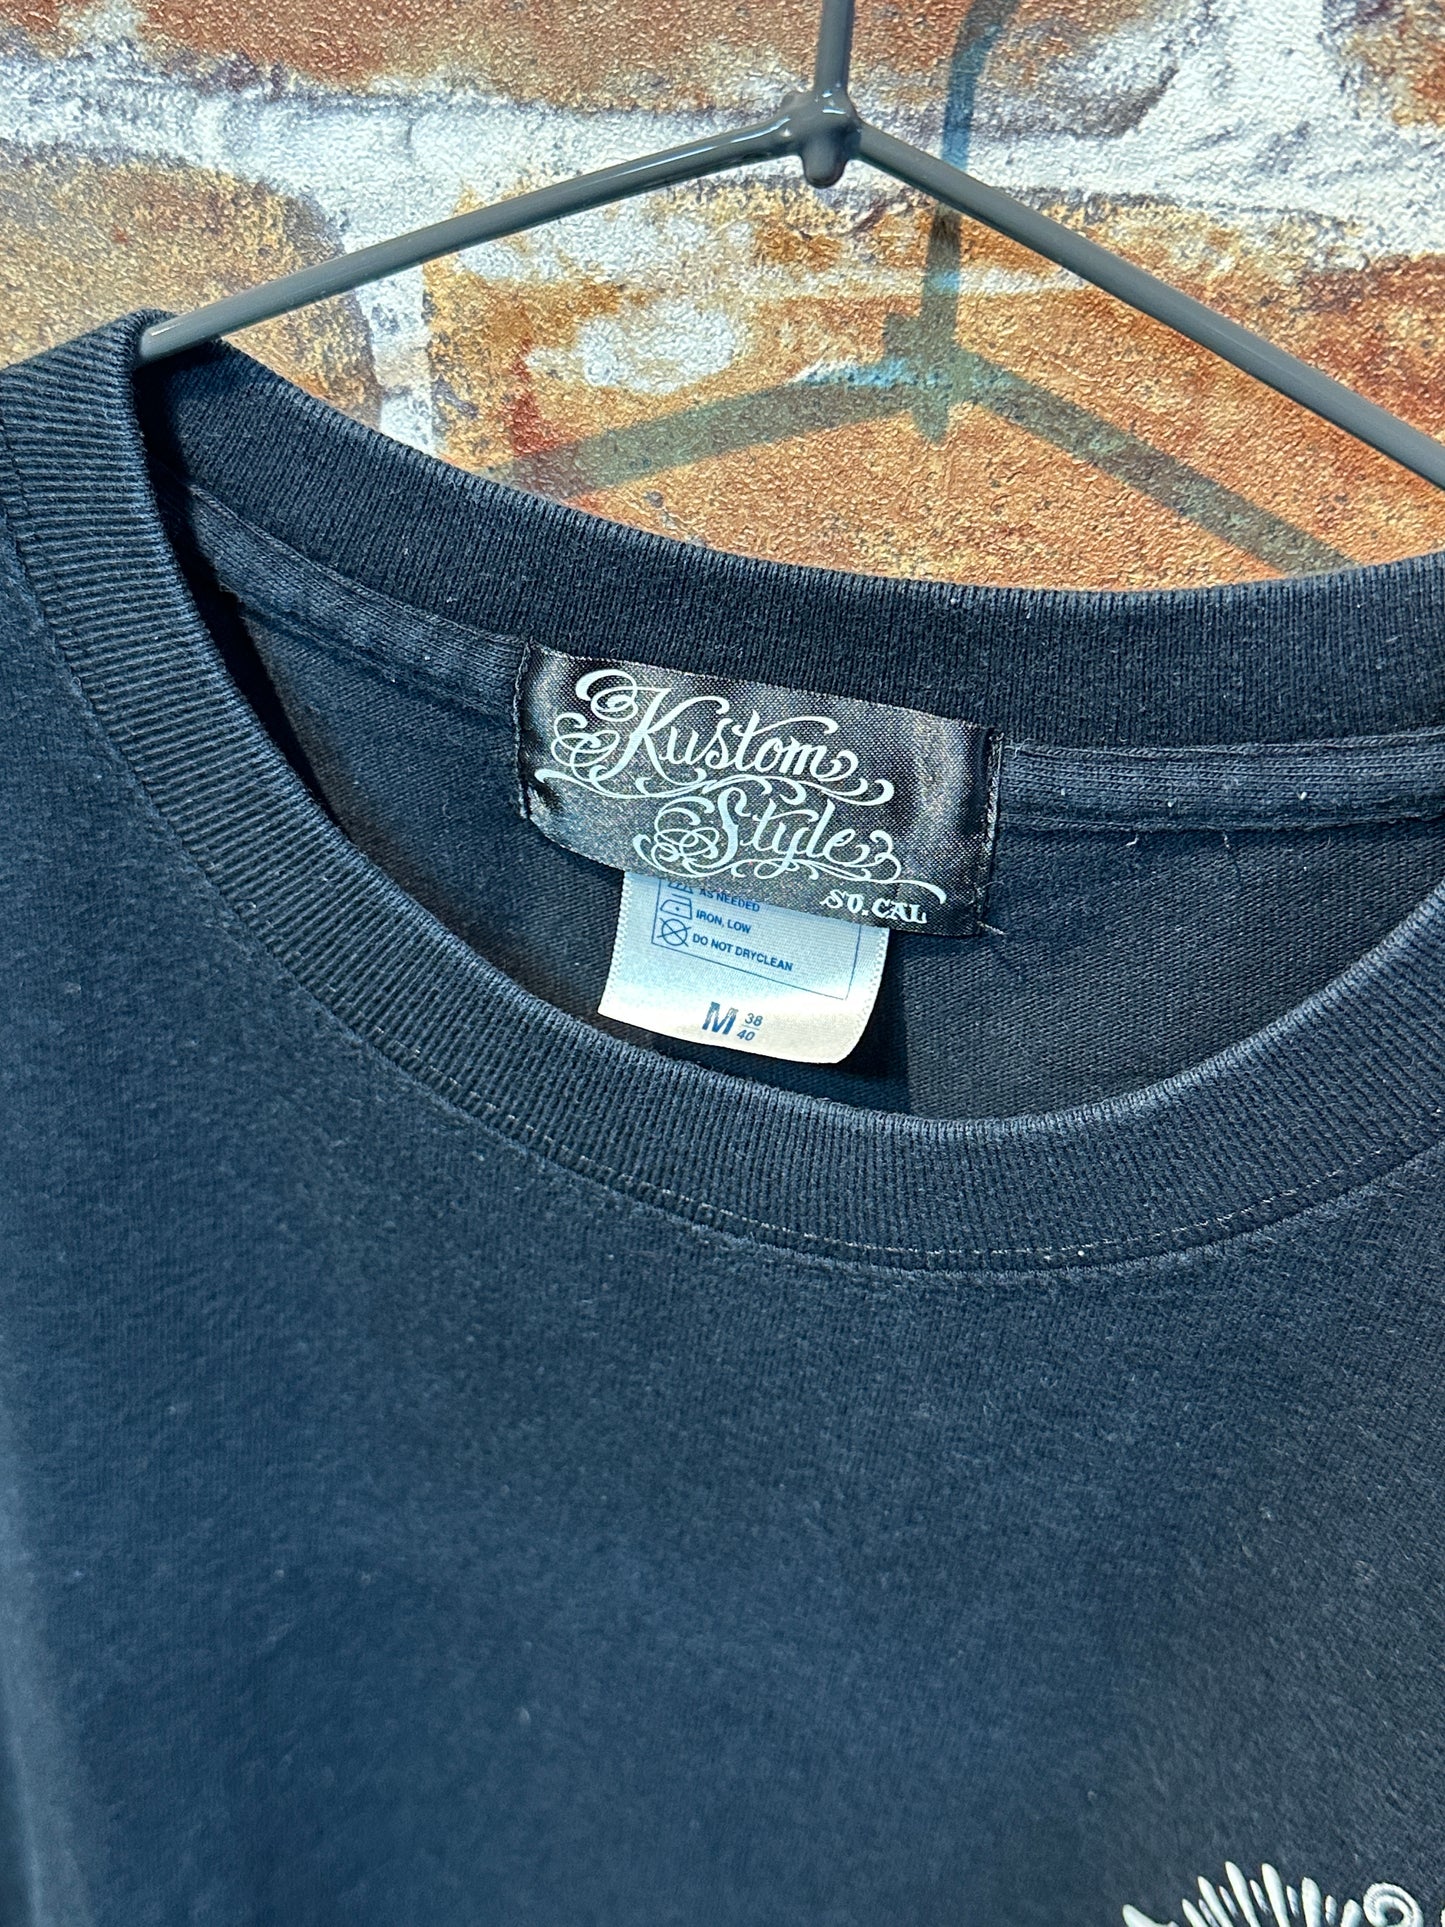 Kustom
Style
SO.CAL
AS NEEDED
IRON, LOW
DO NOT DRYCLEAN
M 38
40